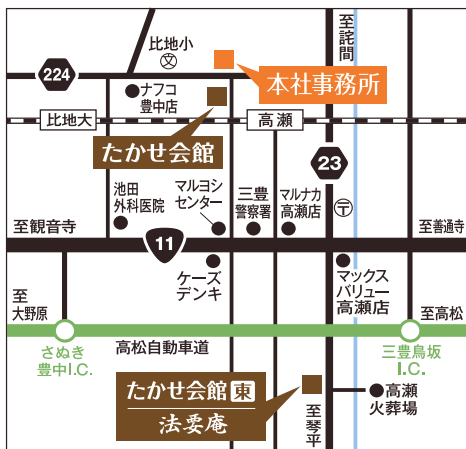 至詫間
比地小
文
224
本社事務所
ナフコ
豊中店
比地大
高瀬
たかせ会館
23
〒
池田
外科医院
マルヨシ
センター
三豊
警察署
マルナカ
高瀬店
至観音寺
11
至善通寺
ケーズ
デンキ
マックス
バリュー
高瀬店
至
大野原
至高松
さぬき
豊中I.C.
高松自動車道
三豊鳥坂
I.C.
たかせ会館 東
法要庵
至琴平
高瀬
火葬場